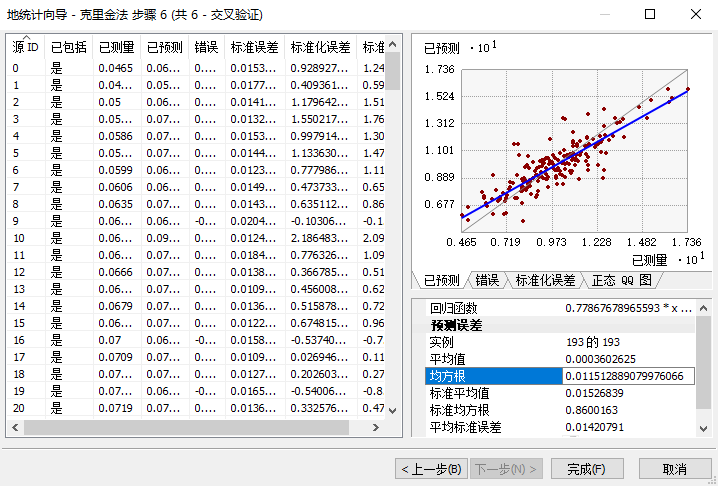 地统计向导 - 克里金法 步骤 6 (共 6 - 交叉验证)
源 ID 已包括 已测量 已预测 错误 标准误差 标准化误差 标准
0 是 0.0465 0.06... 0.... 0.0153... 0.928927... 1.24
1 是 0.04... 0.05... 0.... 0.0177... 0.409361... 0.59
2 是 0.05 0.06... 0.... 0.0141... 1.179642... 1.51
3 是 0.05... 0.07... 0.... 0.0132... 1.550217... 1.76
4 是 0.0586 0.07... 0.... 0.0153... 0.997914... 1.30
5 是 0.05... 0.07... 0.... 0.0144... 1.133630... 1.47
6 是 0.0599 0.06... 0.... 0.0123... 0.777986... 1.11
7 是 0.0606 0.06... 0.... 0.0149... 0.473733... 0.65
8 是 0.0635 0.07... 0.... 0.0143... 0.635112... 0.86
9 是 0.06... 0.06... -0... 0.0204... -0.10306... -0.1
10 是 0.06... 0.09... 0.... 0.0124... 2.186483... 2.09
11 是 0.06... 0.08... 0.... 0.0184... 0.776326... 1.09
12 是 0.0666 0.07... 0.... 0.0138... 0.366785... 0.51
13 是 0.06... 0.07... 0.... 0.0109... 0.456008... 0.62
14 是 0.0679 0.07... 0.... 0.0136... 0.515878... 0.72
15 是 0.06... 0.07... 0.... 0.0122... 0.674815... 0.96
16 是 0.07 0.06... -0... 0.0158... -0.53740... -0.7
17 是 0.0709 0.07... 0.... 0.0109... 0.026946... 0.11
18 是 0.07... 0.07... 0.... 0.0127... 0.202603... 0.27
19 是 0.07... 0.06... -0... 0.0165... -0.54006... -0.8
20 是 0.0719 0.07... 0.... 0.0136... 0.332576... 0.47
已预测 ·10¹
1.736
1.524
1.312
1.101
0.889
0.677
0.465 0.719 0.973 1.228 1.482 1.736
已测量 ·10¹
已预测 错误 标准化误差 正态 QQ 图
回归函数 0.77867678965593 * x ...
预测误差
实例 193 的 193
平均值 0.0003602625
均方根 0.011512889079976066
标准平均值 0.01526839
标准均方根 0.8600163
平均标准误差 0.01420791
< 上一步(B) 下一步(N) > 完成(F) 取消